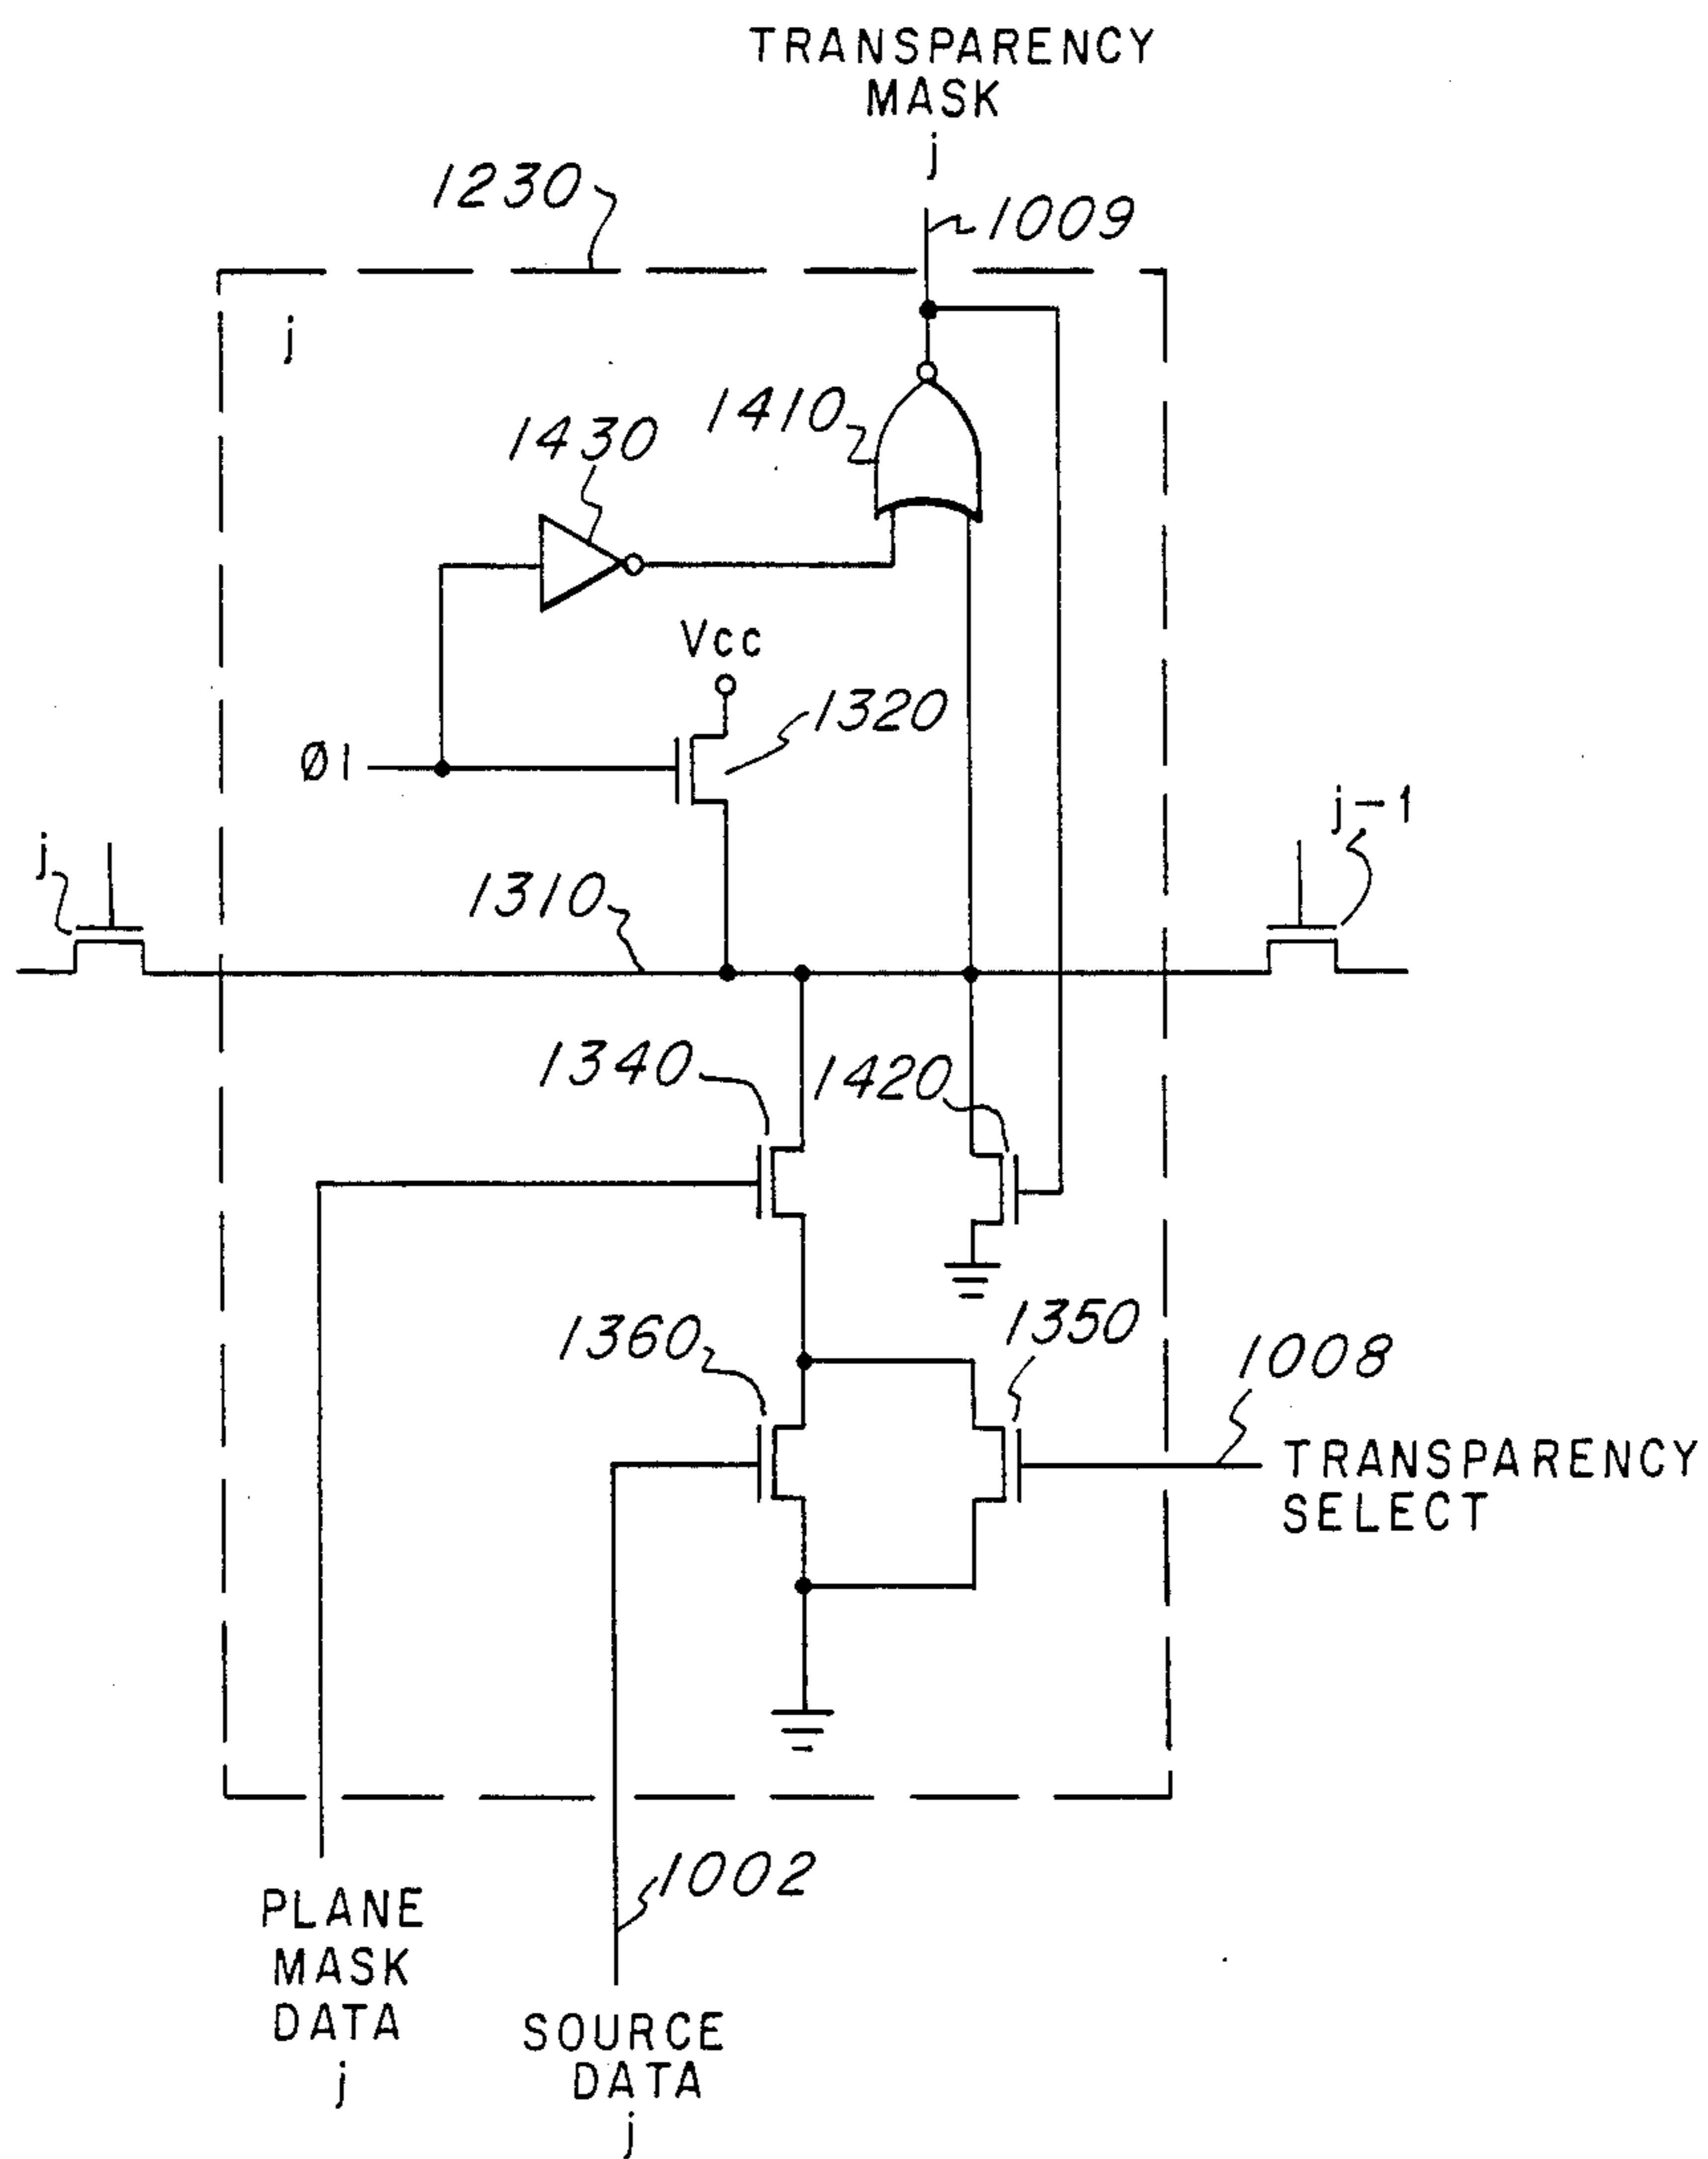 TRANSPARENCY
MASK
j
1230
1009
j
1410
1430
Vcc
1320
Ø1
j-1
j
1310
1340
1420
1360
1350
1008
TRANSPARENCY
SELECT
1002
PLANE
MASK
DATA
j
SOURCE
DATA
j